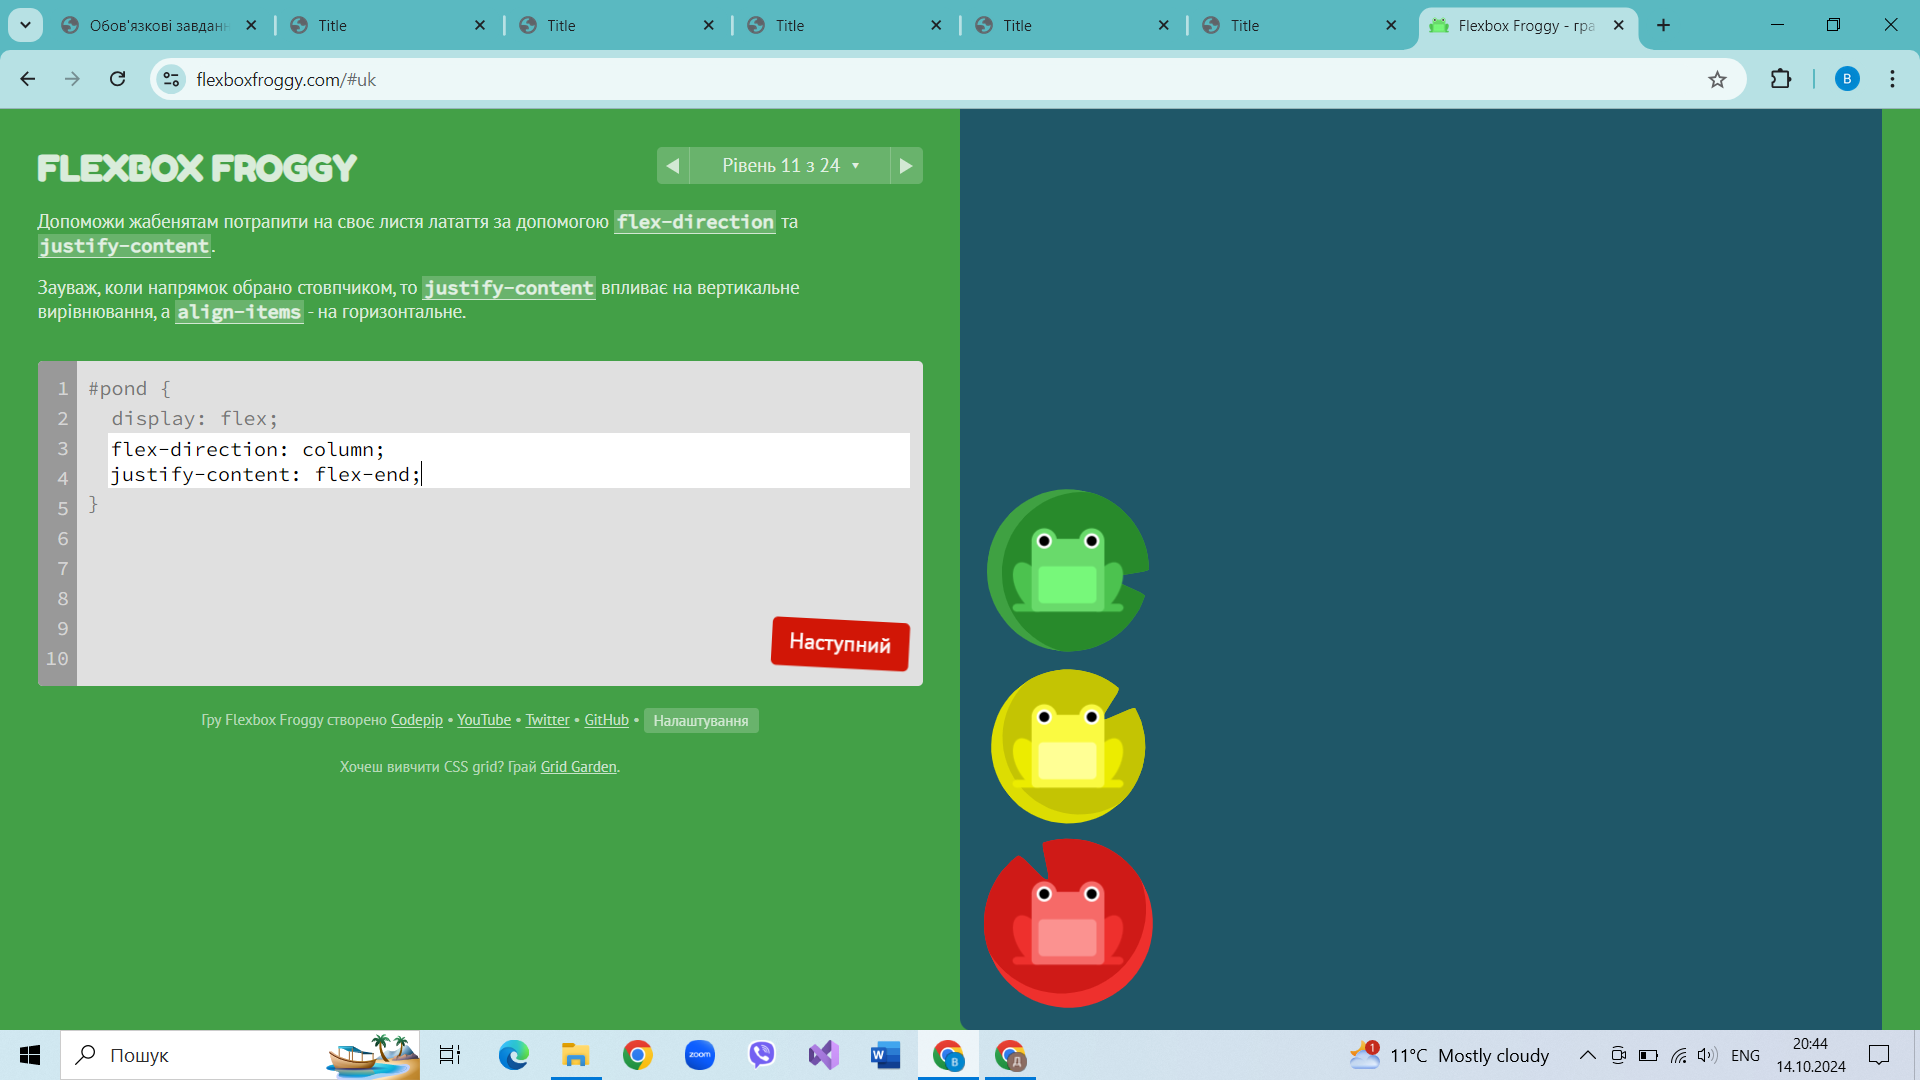 Обов'язкові завданн
Title
Title
Title
Title
Title
Flexbox Froggy - гра
flexboxfroggy.com/#uk
B
FLEXBOX FROGGY
Рівень 11 з 24
Допоможи жабенятам потрапити на своє листя латаття за допомогою flex-direction та
justify-content.
Зауваж, коли напрямок обрано стовпчиком, то justify-content впливає на вертикальне
вирівнювання, а align-items - на горизонтальне.
1 #pond {
2 display: flex;
3 flex-direction: column;
4 justify-content: flex-end;
5 }
6
7
8
9
10
Наступний
Гру Flexbox Froggy створено Codepip • YouTube • Twitter • GitHub • Налаштування
Хочеш вивчити CSS grid? Грай Grid Garden.
Пошук
zoom
W
B
Д
1
11°C Mostly cloudy
ENG
20:44
14.10.2024